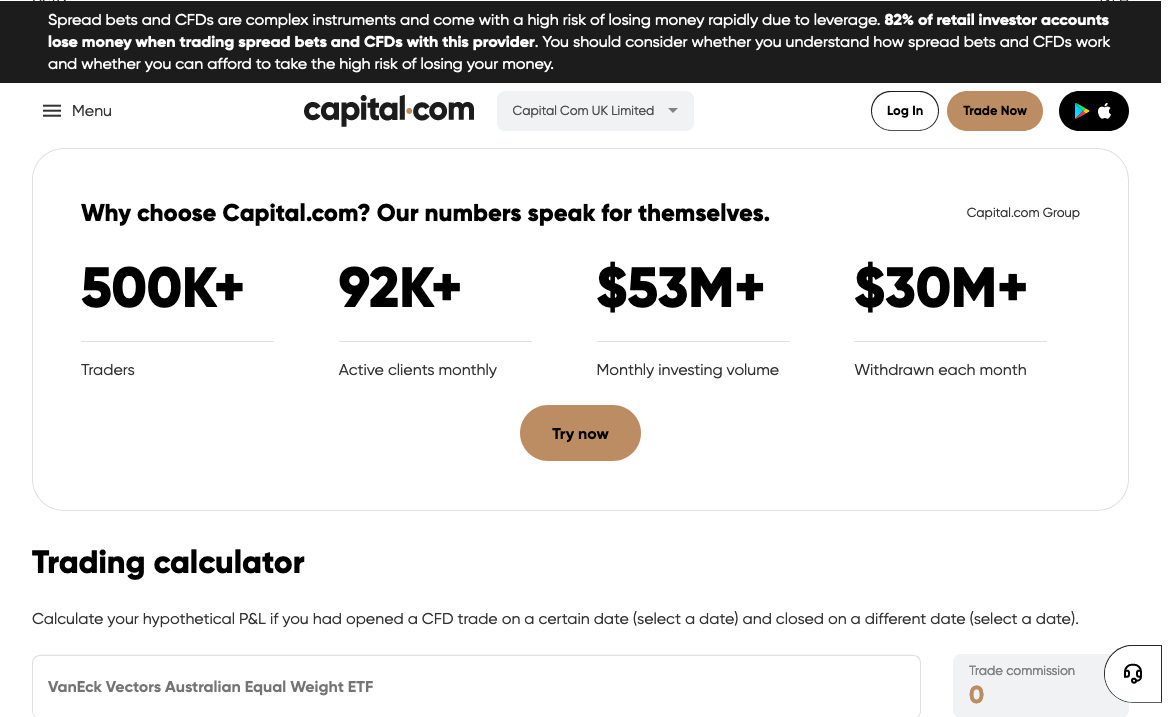 Spread bets and CFDs are complex instruments and come with a high risk of losing money rapidly due to leverage. 82% of retail investor accounts
lose money when trading spread bets and CFDs with this provider. You should consider whether you understand how spread bets and CFDs work
and whether you can afford to take the high risk of losing your money.
Menu
capital.com
Capital Com UK Limited
Log In
Trade Now
Why choose Capital.com? Our numbers speak for themselves.
Capital.com Group
500K+
92K+
$53M+
$30M+
Traders
Active clients monthly
Monthly investing volume
Withdrawn each month
Try now
Trading calculator
Calculate your hypothetical P&L if you had opened a CFD trade on a certain date (select a date) and closed on a different date (select a date).
VanEck Vectors Australian Equal Weight ETF
Trade commission
0